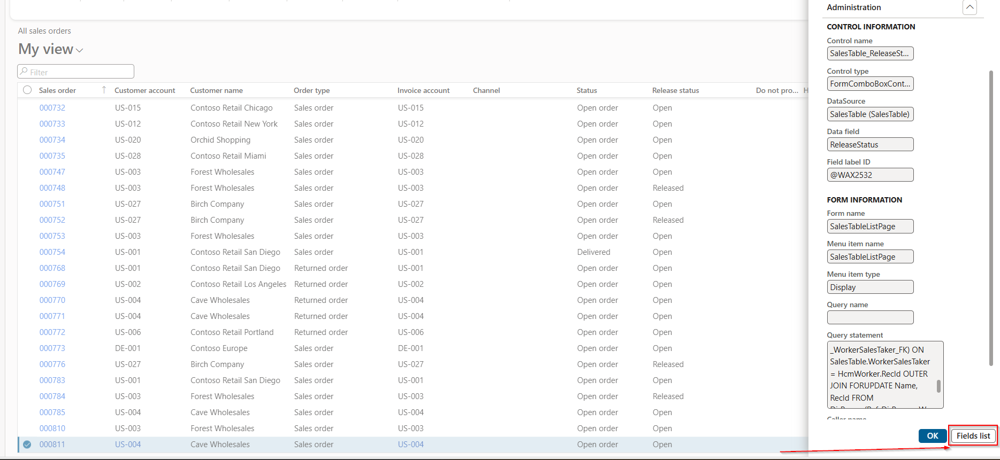 All sales orders
My view
Filter
Sales order Customer account Customer name Order type Invoice account Channel Status Release status Do not pro... H
000732 US-015 Contoso Retail Chicago Sales order US-015 Open order Open
000733 US-012 Contoso Retail New York Sales order US-012 Open order Open
000734 US-020 Orchid Shopping Sales order US-020 Open order Open
000735 US-028 Contoso Retail Miami Sales order US-028 Open order Open
000747 US-003 Forest Wholesales Sales order US-003 Open order Open
000748 US-003 Forest Wholesales Sales order US-003 Open order Released
000751 US-027 Birch Company Sales order US-027 Open order Open
000752 US-027 Birch Company Sales order US-027 Open order Released
000753 US-003 Forest Wholesales Sales order US-003 Open order Open
000754 US-001 Contoso Retail San Diego Sales order US-001 Delivered Open
000768 US-001 Contoso Retail San Diego Returned order US-001 Open order Open
000769 US-002 Contoso Retail Los Angeles Returned order US-002 Open order Open
000770 US-004 Cave Wholesales Returned order US-004 Open order Open
000771 US-004 Cave Wholesales Returned order US-004 Open order Open
000772 US-006 Contoso Retail Portland Returned order US-006 Open order Open
000773 DE-001 Contoso Europe Sales order DE-001 Open order Open
000776 US-027 Birch Company Sales order US-027 Open order Released
000783 US-001 Contoso Retail San Diego Sales order US-001 Open order Open
000784 US-003 Forest Wholesales Sales order US-003 Open order Released
000785 US-004 Cave Wholesales Sales order US-004 Open order Open
000810 US-003 Forest Wholesales Sales order US-003 Open order Open
000811 US-004 Cave Wholesales Sales order US-004 Open order Open
Administration
CONTROL INFORMATION
Control name
SalesTable_ReleaseSt...
Control type
FormComboBoxCont...
DataSource
SalesTable (SalesTable)
Data field
ReleaseStatus
Field label ID
@WAX2532
FORM INFORMATION
Form name
SalesTableListPage
Menu item name
SalesTableListPage
Menu item type
Display
Query name
Query statement
_WorkerSalesTaker_FK) ON
SalesTable.WorkerSalesTaker
= HcmWorker.RecId OUTER
JOIN FORUPDATE Name,
RecId FROM
Caller name
OK
Fields list